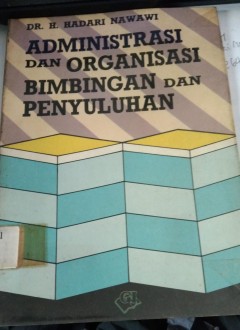 DR. H. HADARI NAWAWI
ADMINISTRASI
DAN ORGANISASI
BIMBINGAN DAN
PENYULUHAN